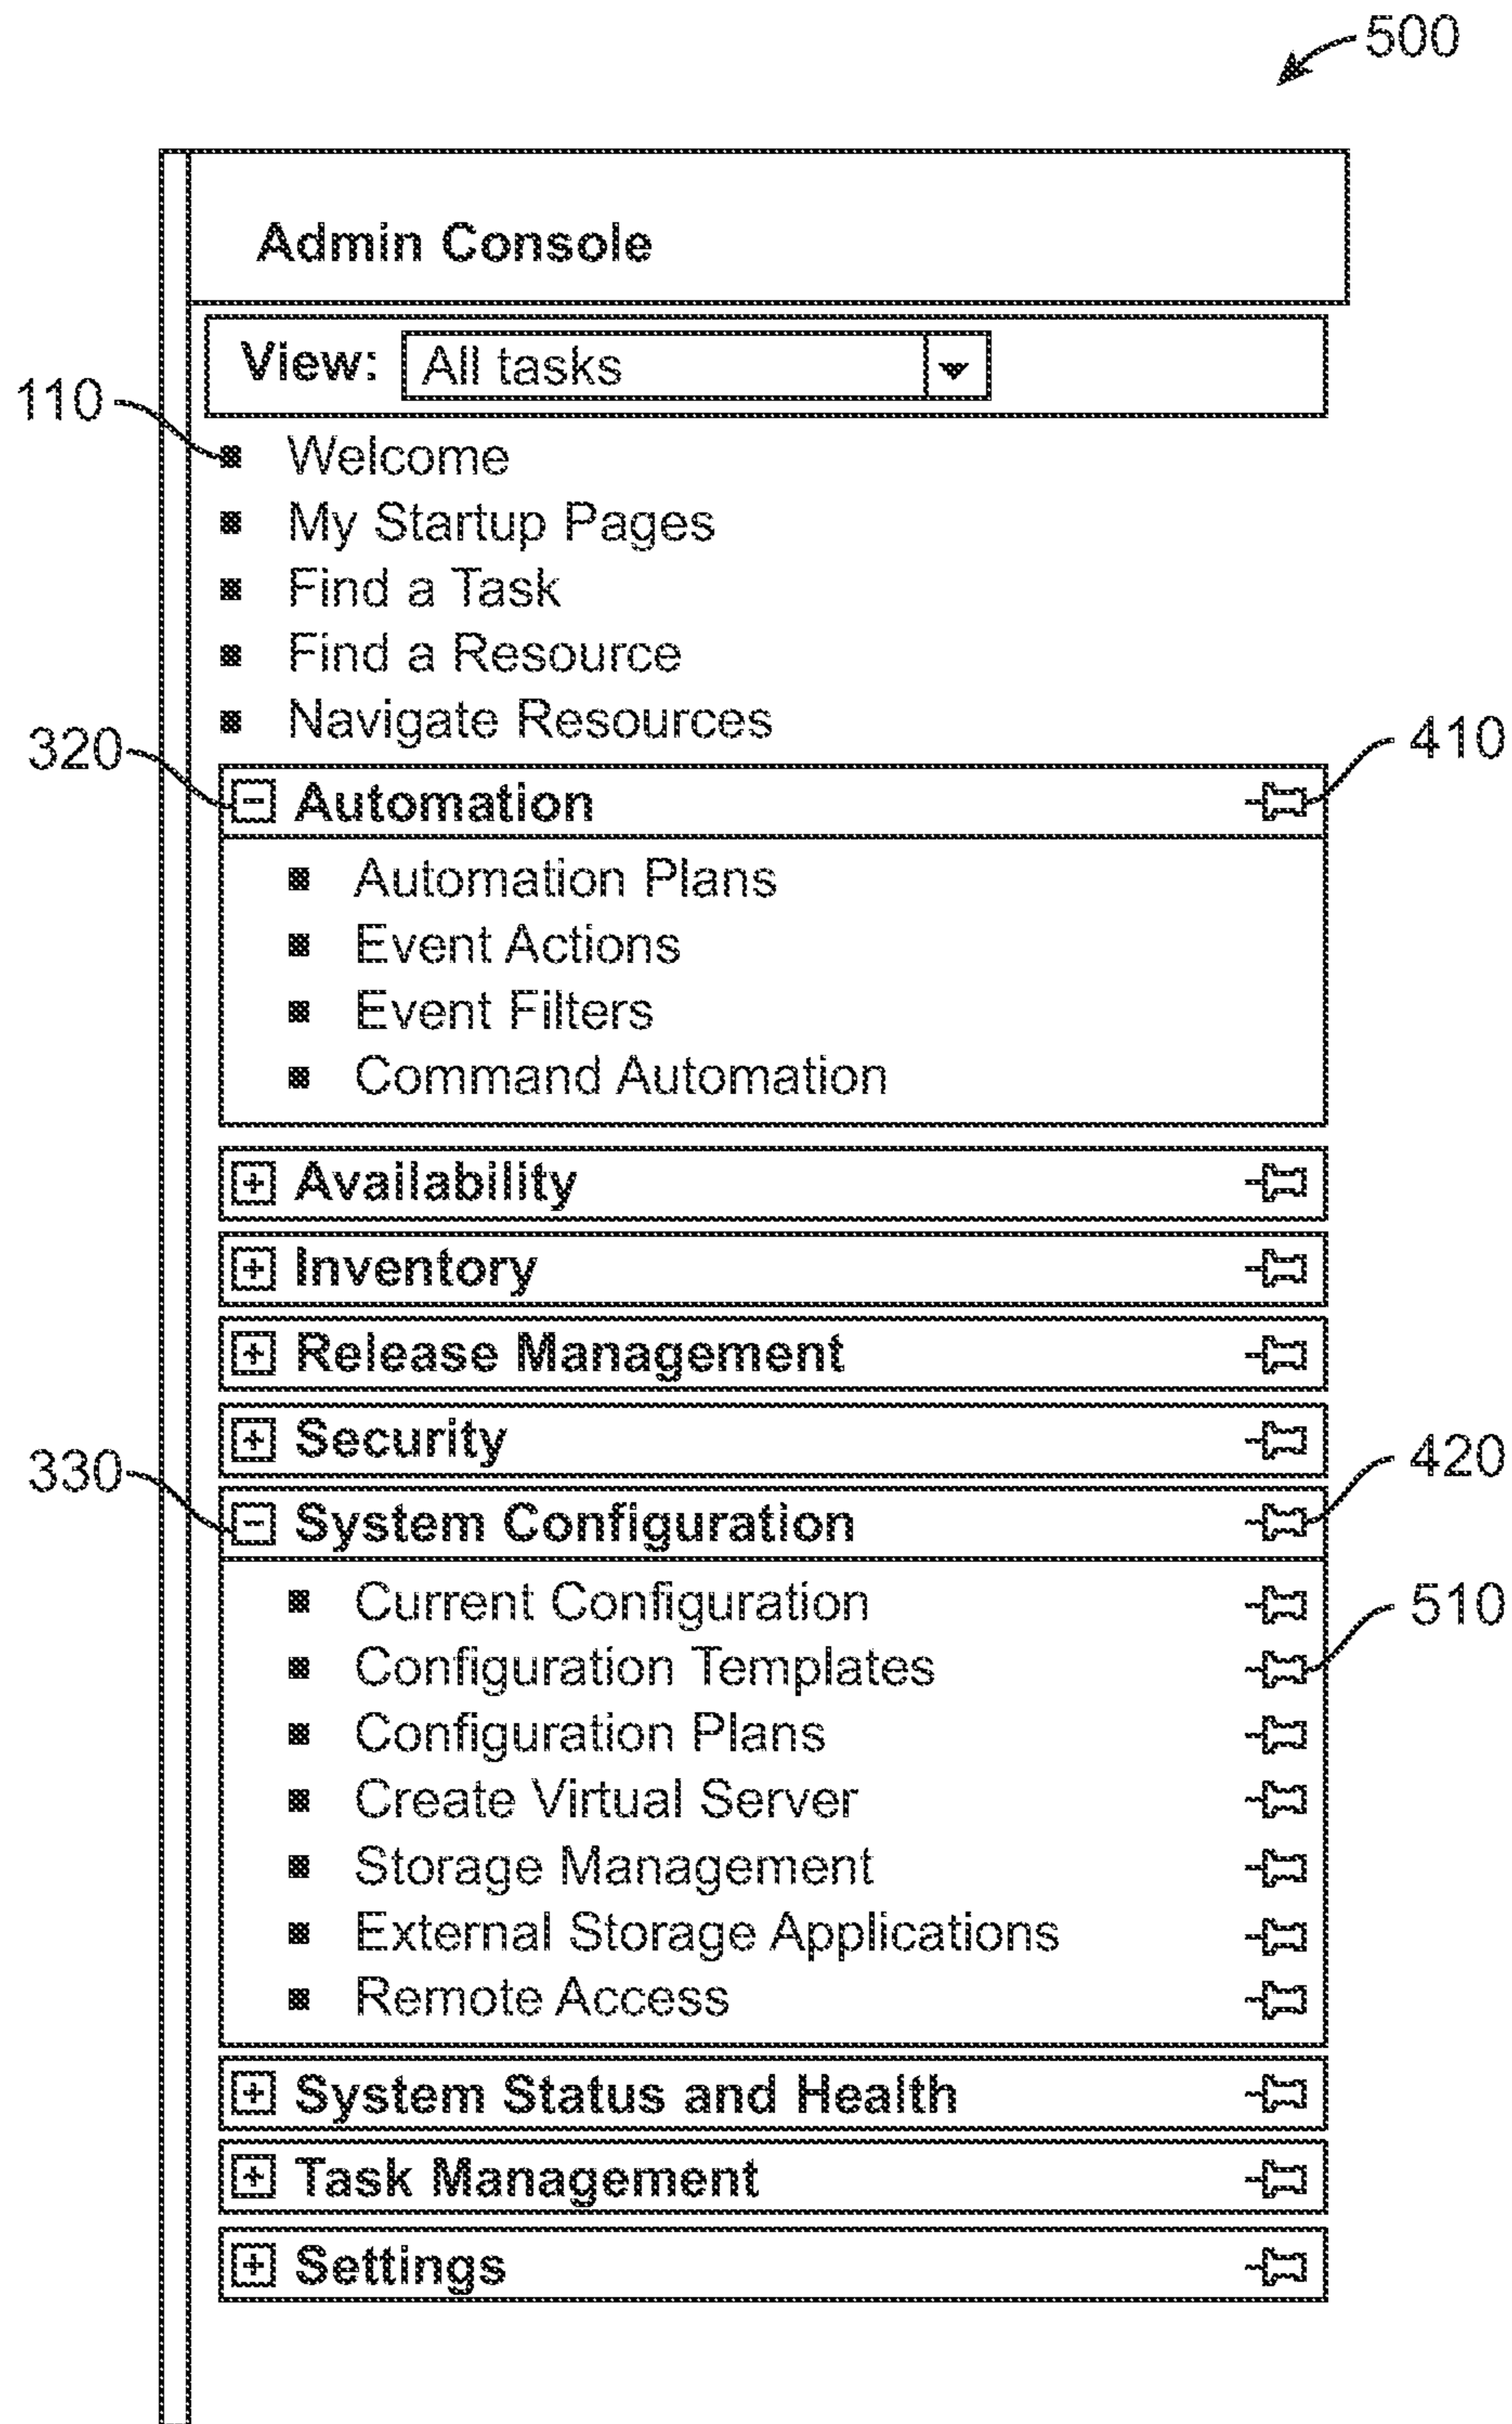 500
Admin Console
View: All tasks
110
Welcome
My Startup Pages
Find a Task
Find a Resource
Navigate Resources
320
410
Automation
Automation Plans
Event Actions
Event Filters
Command Automation
Availability
Inventory
Release Management
Security
330
420
System Configuration
Current Configuration
510
Configuration Templates
Configuration Plans
Create Virtual Server
Storage Management
External Storage Applications
Remote Access
System Status and Health
Task Management
Settings